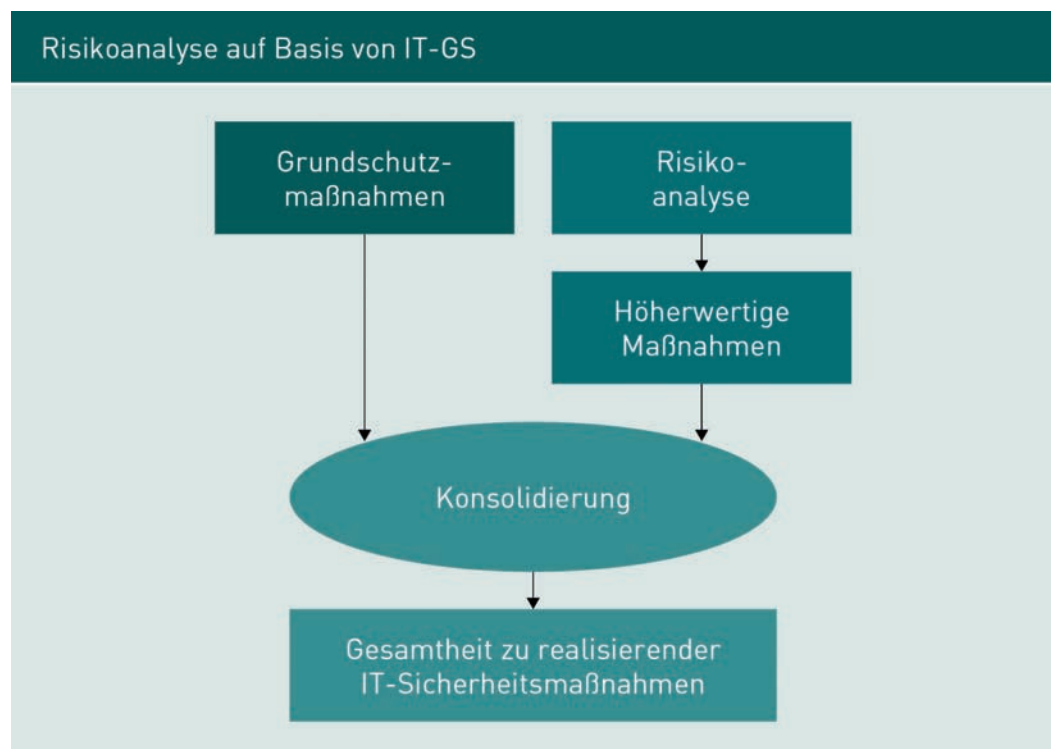 Risikoanalyse auf Basis von IT-GS
Grundschutz-
maßnahmen
Risiko-
analyse
Höherwertige
Maßnahmen
Konsolidierung
Gesamtheit zu realisierender
IT-Sicherheitsmaßnahmen